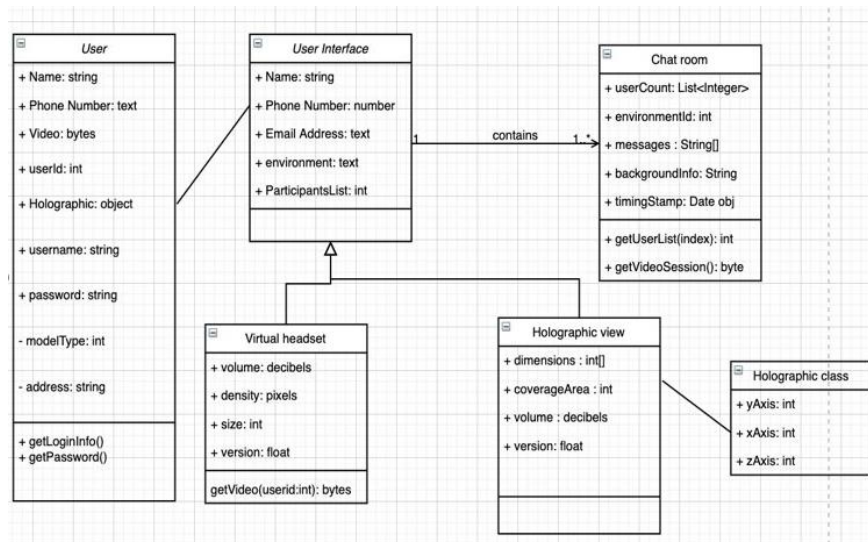 User
+ Name: string
+ Phone Number: text
+ Video: bytes
+ userId: int
+ Holographic: object
+ username: string
+ password: string
- modelType: int
- address: string
+ getLoginInfo()
+ getPassword()
User Interface
+ Name: string
+ Phone Number: number
+ Email Address: text
+ environment: text
+ ParticipantsList: int
1 contains 1..*
Chat room
+ userCount: List<Integer>
+ environmentId: int
+ messages : String[]
+ backgroundInfo: String
+ timingStamp: Date obj
+ getUserList(index): int
+ getVideoSession(): byte
Virtual headset
+ volume: decibels
+ density: pixels
+ size: int
+ version: float
getVideo(userid:int): bytes
Holographic view
+ dimensions : int[]
+ coverageArea : int
+ volume : decibels
+ version: float
Holographic class
+ yAxis: int
+ xAxis: int
+ zAxis: int